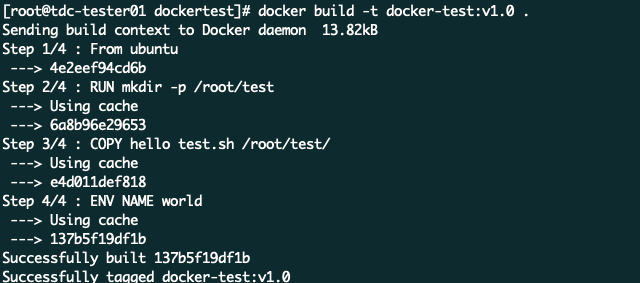 [root@tdc-tester01 dockertest]# docker build -t docker-test:v1.0 .
Sending build context to Docker daemon  13.82kB
Step 1/4 : From ubuntu
 ---> 4e2eef94cd6b
Step 2/4 : RUN mkdir -p /root/test
 ---> Using cache
 ---> 6a8b96e29653
Step 3/4 : COPY hello test.sh /root/test/
 ---> Using cache
 ---> e4d011def818
Step 4/4 : ENV NAME world
 ---> Using cache
 ---> 137b5f19df1b
Successfully built 137b5f19df1b
Successfully tagged docker-test:v1.0